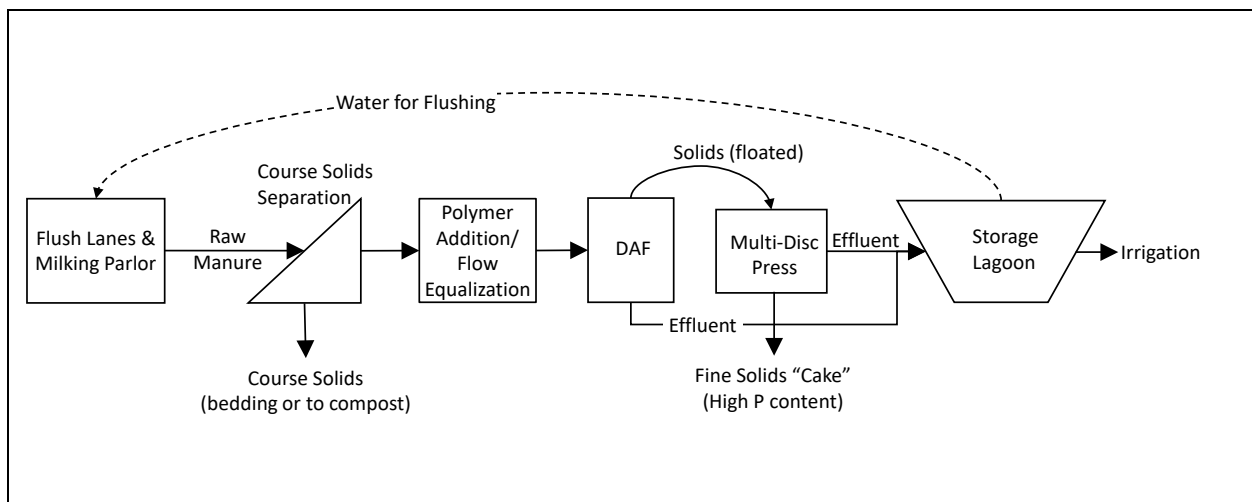 Water for Flushing
Solids (floated)
Course Solids
Separation
Flush Lanes &
Milking Parlor
Raw
Manure
Polymer
Addition/
Flow
Equalization
DAF
Multi-Disc
Press
Effluent
Storage
Lagoon
Irrigation
Effluent
Course Solids
(bedding or to compost)
Fine Solids “Cake”
(High P content)